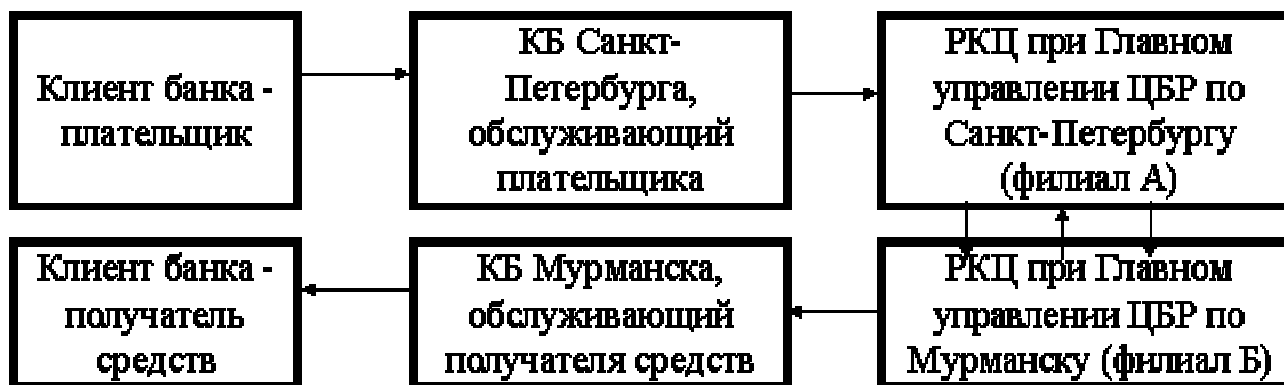 Клиент банка -
плательщик
КБ Санкт-
Петербурга,
обслуживающий
плательщика
РКЦ при Главном
управлении ЦБР по
Санкт-Петербургу
(филиал А)
Клиент банка -
получатель
средств
КБ Мурманска,
обслуживающий
получателя средств
РКЦ при Главном
управлении ЦБР по
Мурманску (филиал Б)